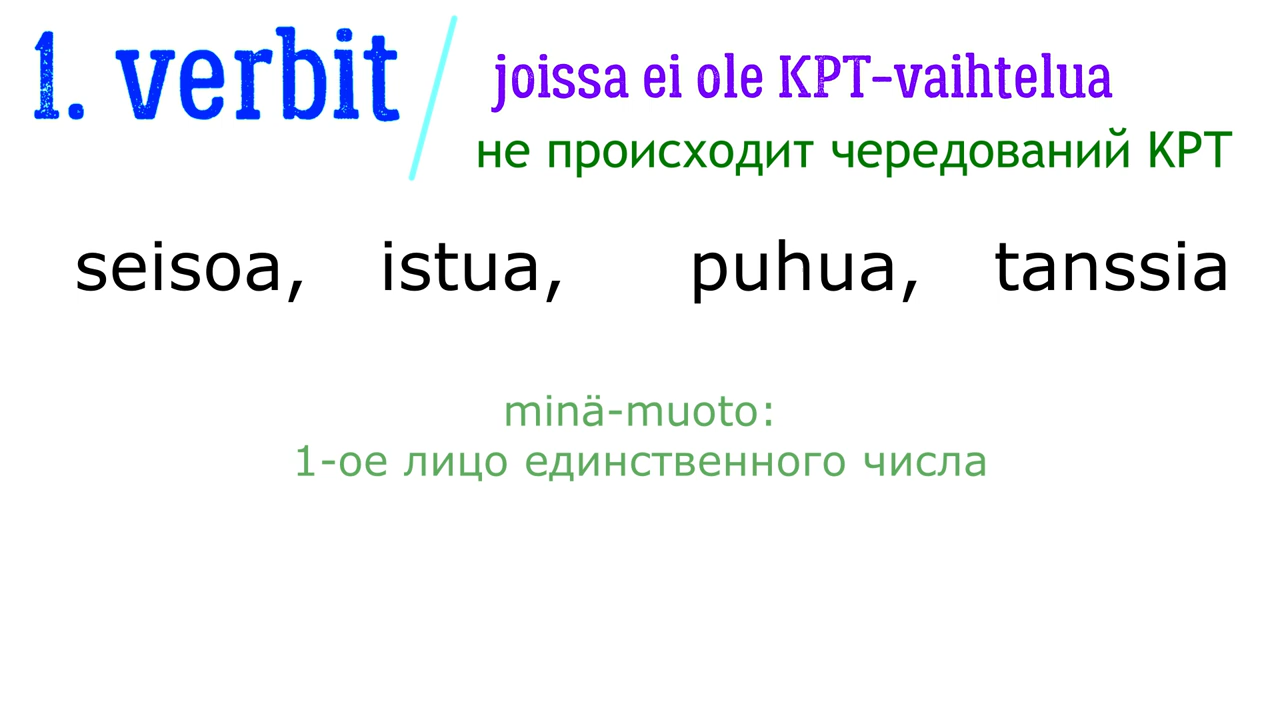 1. verbit
joissa ei ole KPT-vaihtelua
не происходит чередований KPT
seisoa, istua, puhua, tanssia
minä-muoto:
1-ое лицо единственного числа